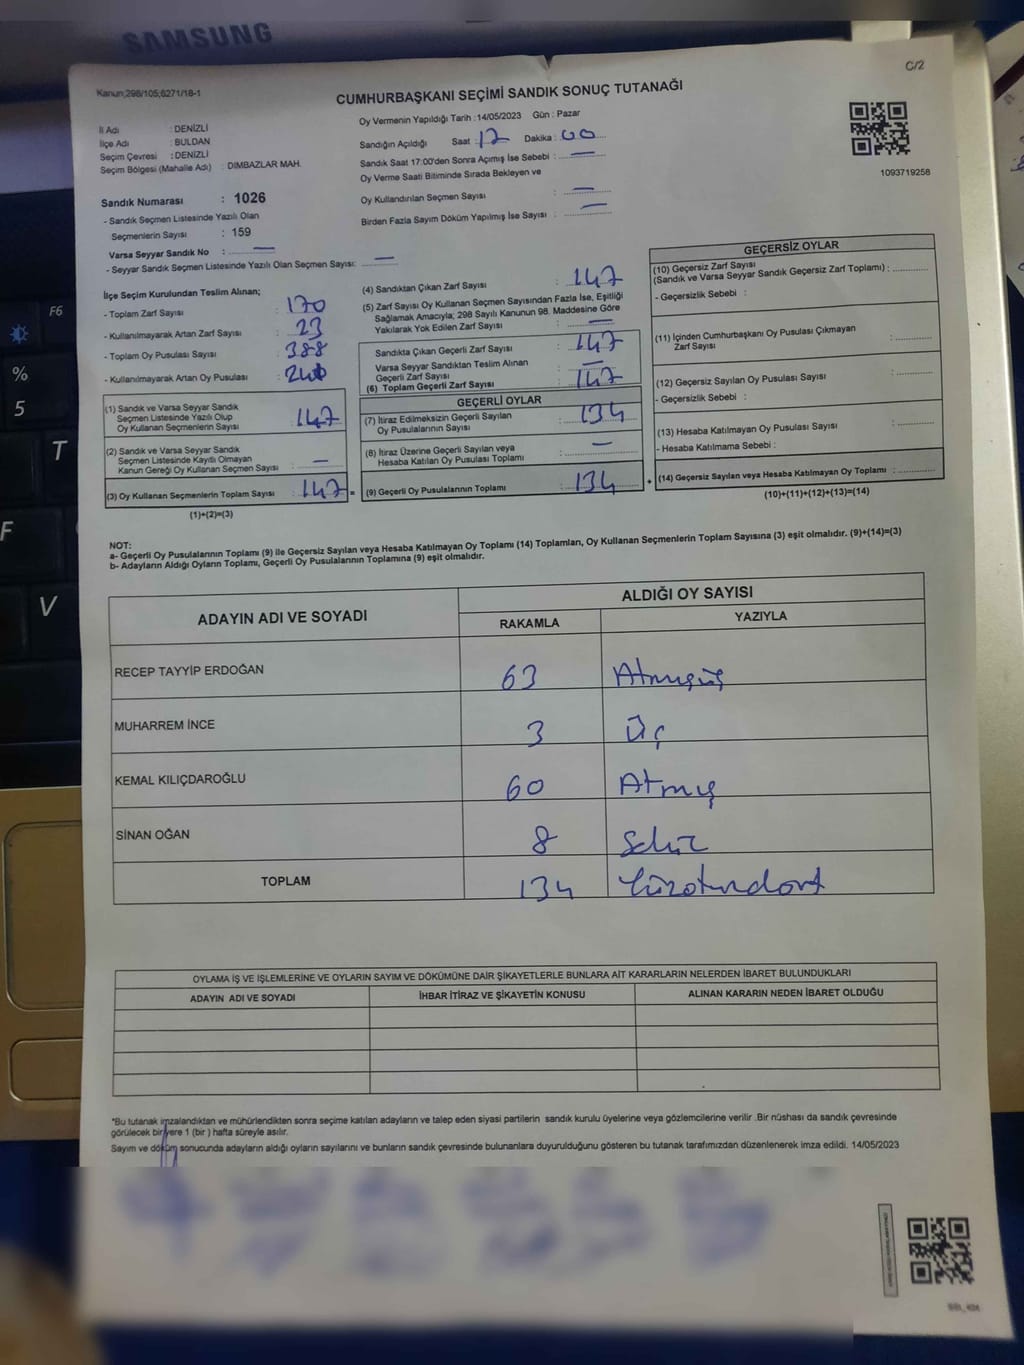 SAMSUNG
C/2
Kanun;298/105;6271/18-1
CUMHURBAŞKANI SEÇİMİ SANDIK SONUÇ TUTANAĞI
İl Adı : DENİZLİ
İlçe Adı : BULDAN
Seçim Çevresi : DENİZLİ
Seçim Bölgesi (Mahalle Adı) : DIMBAZLAR MAH.
Oy Vermenin Yapıldığı Tarih : 14/05/2023 Gün : Pazar
Sandığın Açıldığı Saat : 17 Dakika : 00
Sandık Saat 17:00'den Sonra Açımış İse Sebebi : —
Oy Verme Saati Bitiminde Sırada Bekleyen ve
Oy Kullandırılan Seçmen Sayısı : —
Birden Fazla Sayım Döküm Yapılmış İse Sayısı : —
1093719258
Sandık Numarası : 1026
- Sandık Seçmen Listesinde Yazılı Olan
Seçmenlerin Sayısı : 159
Varsa Seyyar Sandık No : —
- Seyyar Sandık Seçmen Listesinde Yazılı Olan Seçmen Sayısı: —
İlçe Seçim Kurulundan Teslim Alınan;
- Toplam Zarf Sayısı : 170
- Kullanılmayarak Artan Zarf Sayısı : 23
- Toplam Oy Pusulası Sayısı : 388
- Kullanılmayarak Artan Oy Pusulası :
(1) Sandık ve Varsa Seyyar Sandık
Seçmen Listesinde Yazılı Olup
Oy Kullanan Seçmenlerin Sayısı : 147
(2) Sandık ve Varsa Seyyar Sandık
Seçmen Listesinde Kayıtlı Olmayan
Kanun Gereği Oy Kullanan Seçmen Sayısı : —
(3) Oy Kullanan Seçmenlerin Toplam Sayısı : 147 =
(1)+(2)=(3)
(4) Sandıktan Çıkan Zarf Sayısı : 147
(5) Zarf Sayısı Oy Kullanan Seçmen Sayısından Fazla İse, Eşitliği
Sağlamak Amacıyla; 298 Sayılı Kanunun 98. Maddesine Göre
Yakılarak Yok Edilen Zarf Sayısı : —
Sandıkta Çıkan Geçerli Zarf Sayısı : 147
Varsa Seyyar Sandıktan Teslim Alınan
Geçerli Zarf Sayısı : —
(6) Toplam Geçerli Zarf Sayısı : 147
GEÇERLİ OYLAR
(7) İtiraz Edilmeksizin Geçerli Sayılan
Oy Pusulalarının Sayısı : 134
(8) İtiraz Üzerine Geçerli Sayılan veya
Hesaba Katılan Oy Pusulası Toplamı : —
(9) Geçerli Oy Pusulalarının Toplamı : 134 +
GEÇERSİZ OYLAR
(10) Geçersiz Zarf Sayısı
(Sandık ve Varsa Seyyar Sandık Geçersiz Zarf Toplamı) :
- Geçersizlik Sebebi :
(11) İçinden Cumhurbaşkanı Oy Pusulası Çıkmayan
Zarf Sayısı :
(12) Geçersiz Sayılan Oy Pusulası Sayısı :
- Geçersizlik Sebebi :
(13) Hesaba Katılmayan Oy Pusulası Sayısı :
- Hesaba Katılmama Sebebi :
(14) Geçersiz Sayılan veya Hesaba Katılmayan Oy Toplamı :
(10)+(11)+(12)+(13)=(14)
NOT:
a- Geçerli Oy Pusulalarının Toplamı (9) ile Geçersiz Sayılan veya Hesaba Katılmayan Oy Toplamı (14) Toplamları, Oy Kullanan Seçmenlerin Toplam Sayısına (3) eşit olmalıdır. (9)+(14)=(3)
b- Adayların Aldığı Oyların Toplamı, Geçerli Oy Pusulalarının Toplamına (9) eşit olmalıdır.
ADAYIN ADI VE SOYADI
ALDIĞI OY SAYISI
RAKAMLA YAZIYLA
RECEP TAYYİP ERDOĞAN 63 Atmışüş
MUHARREM İNCE 3 Üç
KEMAL KILIÇDAROĞLU 60 Atmış
SİNAN OĞAN 8 Sekiz
TOPLAM 134 Yüzotuzdört
OYLAMA İŞ VE İŞLEMLERİNE VE OYLARIN SAYIM VE DÖKÜMÜNE DAİR ŞİKAYETLERLE BUNLARA AİT KARARLARIN NELERDEN İBARET BULUNDUKLARI
ADAYIN ADI VE SOYADI İHBAR İTİRAZ VE ŞİKAYETİN KONUSU ALINAN KARARIN NEDEN İBARET OLDUĞU
*Bu tutanak imzalandıktan ve mühürlendikten sonra seçime katılan adayların ve talep eden siyasi partilerin sandık kurulu üyelerine veya gözlemcilerine verilir .Bir nüshası da sandık çevresinde
görülecek bir yere 1 (bir ) hafta süreyle asılır.
Sayım ve döküm sonucunda adayların aldığı oyların sayılarını ve bunların sandık çevresinde bulunanlara duyurulduğunu gösteren bu tutanak tarafımızdan düzenlenerek imza edildi. 14/05/2023
F6
%
5
T
F
V